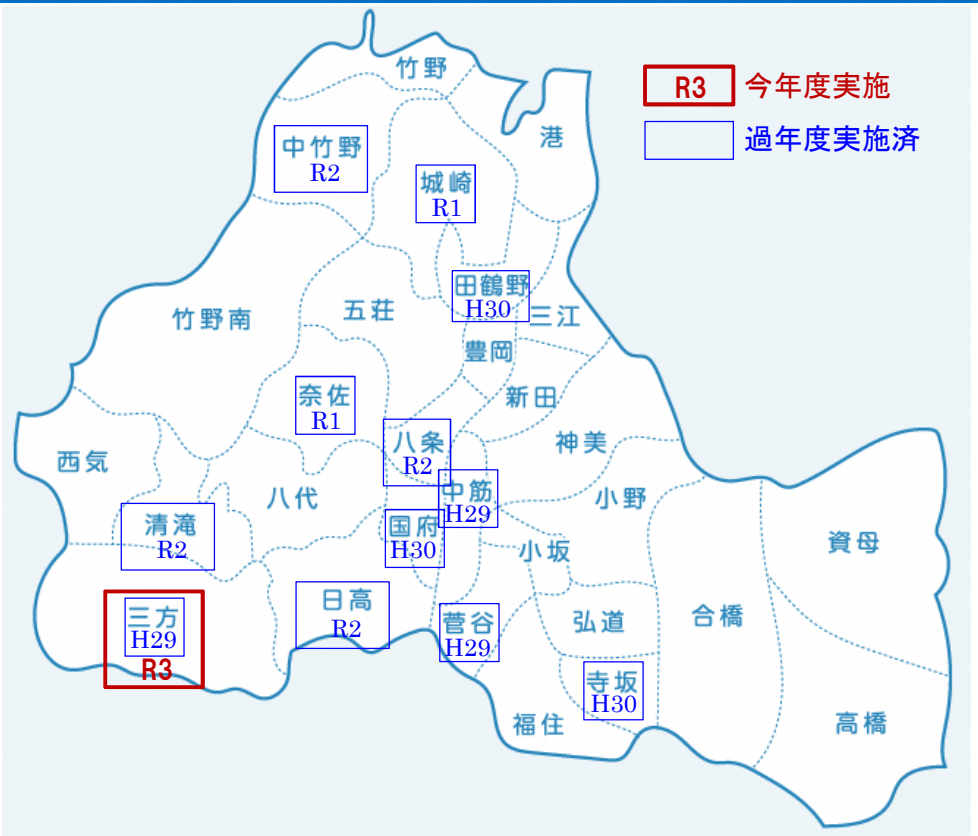 竹野
R3 今年度実施
過年度実施済
港
中竹野
R2
城崎
R1
田鶴野
H30
三江
五荘
竹野南
豊岡
新田
奈佐
R1
八条
R2
神美
西気
中筋
H29
八代
小野
清滝
R2
国府
H30
小坂
資母
日高
R2
三方
H29
R3
菅谷
H29
弘道
合橋
寺坂
H30
福住
高橋